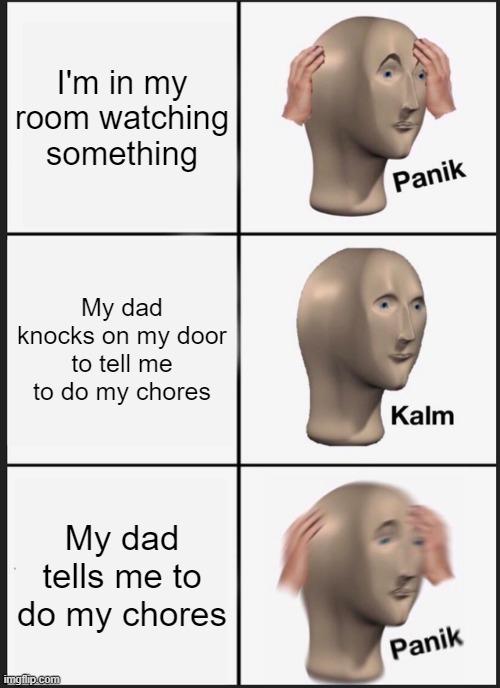 I'm in my
room watching
something
Panik
My dad
knocks on my door
to tell me
to do my chores
Kalm
My dad
tells me to
do my chores
Panik
imgflip.com